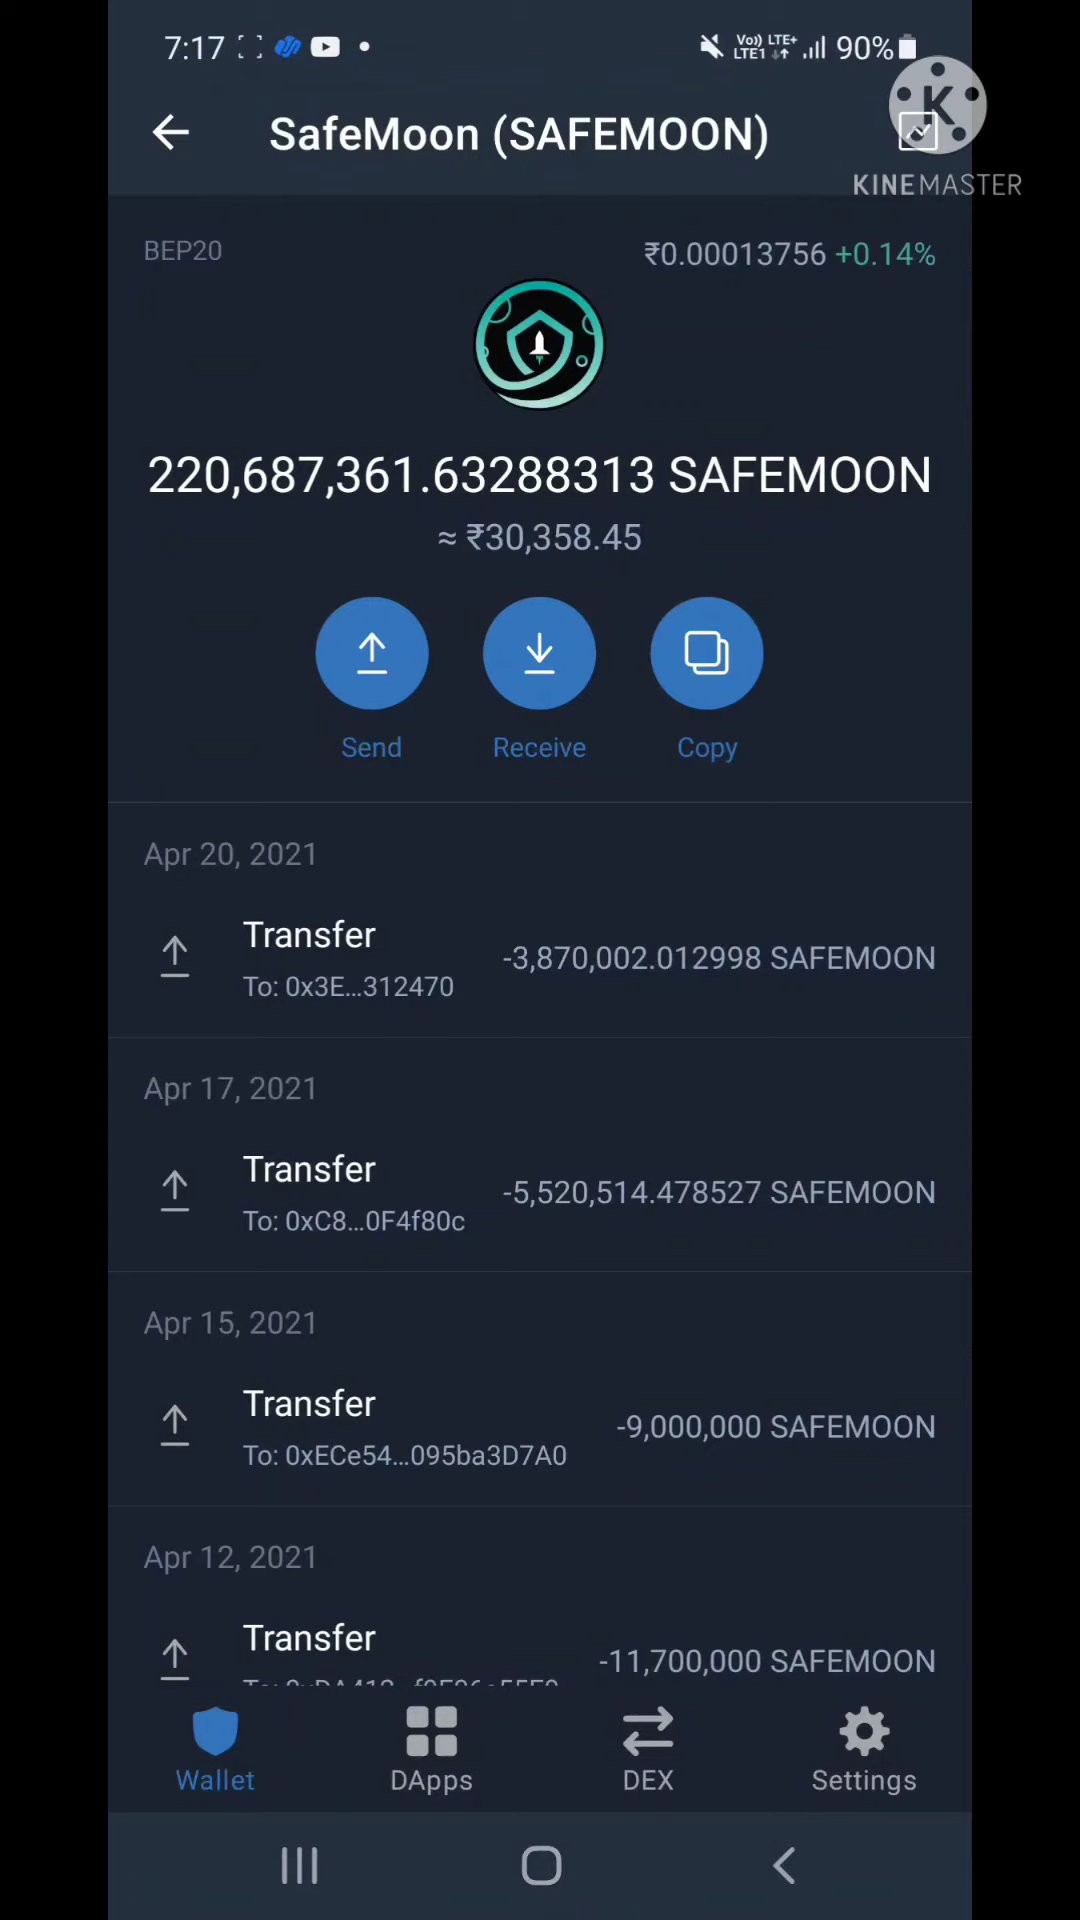 7:17
Vo)) LTE+
LTE1
90%
SafeMoon (SAFEMOON)
K
KINEMASTER
BEP20
₹0.00013756 +0.14%
220,687,361.63288313 SAFEMOON
≈ ₹30,358.45
Send
Receive
Copy
Apr 20, 2021
Transfer
-3,870,002.012998 SAFEMOON
To: 0x3E...312470
Apr 17, 2021
Transfer
-5,520,514.478527 SAFEMOON
To: 0xC8...0F4f80c
Apr 15, 2021
Transfer
-9,000,000 SAFEMOON
To: 0xECe54...095ba3D7A0
Apr 12, 2021
Transfer
-11,700,000 SAFEMOON
Wallet
DApps
DEX
Settings